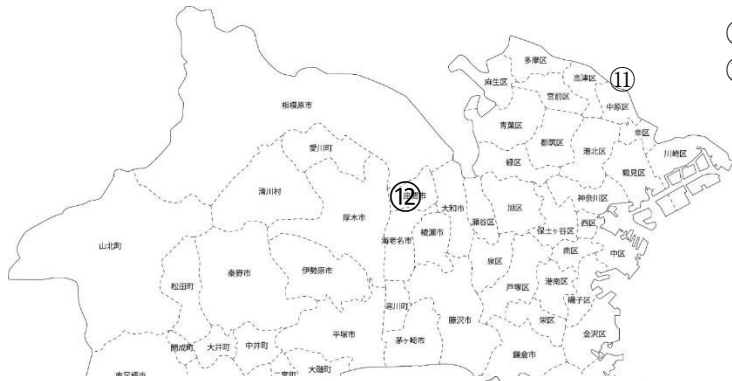 多摩区
麻生区
高津区
⑪
宮前区
中原区
相模原市
青葉区
幸区
愛川町
都筑区
港北区
川崎区
緑区
鶴見区
清川村
⑫
大和市
旭区
神奈川区
厚木市
瀬谷区
西区
保土ヶ谷区
綾瀬市
山北町
海老名市
南区
中区
秦野市
伊勢原市
泉区
松田町
戸塚区
港南区
磯子区
寒川町
藤沢市
栄区
平塚市
茅ヶ崎市
金沢区
開成町
大井町
中井町
鎌倉市
大磯町